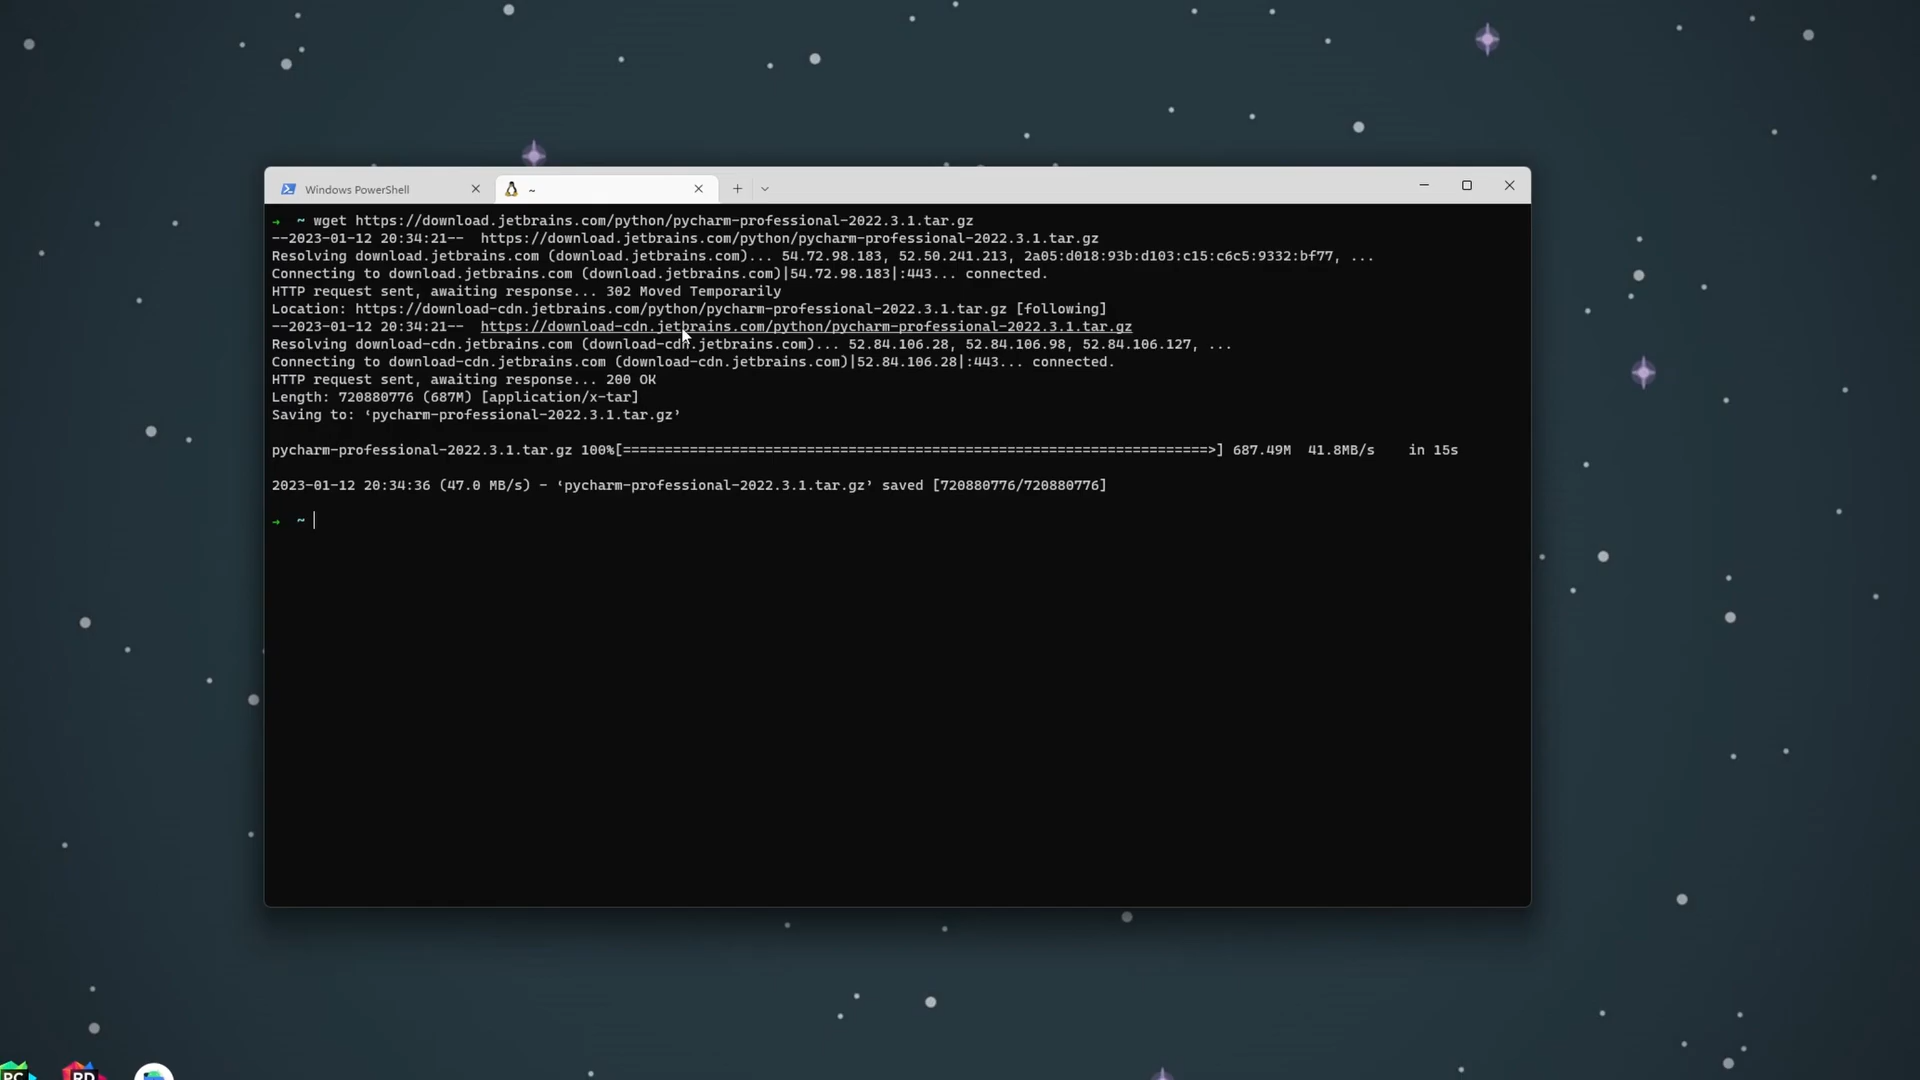 Windows PowerShell
~
→ ~ wget https://download.jetbrains.com/python/pycharm-professional-2022.3.1.tar.gz
--2023-01-12 20:34:21-- https://download.jetbrains.com/python/pycharm-professional-2022.3.1.tar.gz
Resolving download.jetbrains.com (download.jetbrains.com)... 54.72.98.183, 52.50.241.213, 2a05:d018:93b:d103:c15:c6c5:9332:bf77, ...
Connecting to download.jetbrains.com (download.jetbrains.com)|54.72.98.183|:443... connected.
HTTP request sent, awaiting response... 302 Moved Temporarily
Location: https://download-cdn.jetbrains.com/python/pycharm-professional-2022.3.1.tar.gz [following]
--2023-01-12 20:34:21-- https://download-cdn.jetbrains.com/python/pycharm-professional-2022.3.1.tar.gz
Resolving download-cdn.jetbrains.com (download-cdn.jetbrains.com)... 52.84.106.28, 52.84.106.98, 52.84.106.127, ...
Connecting to download-cdn.jetbrains.com (download-cdn.jetbrains.com)|52.84.106.28|:443... connected.
HTTP request sent, awaiting response... 200 OK
Length: 720880776 (687M) [application/x-tar]
Saving to: ‘pycharm-professional-2022.3.1.tar.gz’
pycharm-professional-2022.3.1.tar.gz 100%[======================================================================>] 687.49M 41.8MB/s in 15s
2023-01-12 20:34:36 (47.0 MB/s) - ‘pycharm-professional-2022.3.1.tar.gz’ saved [720880776/720880776]
→ ~
PC
RD